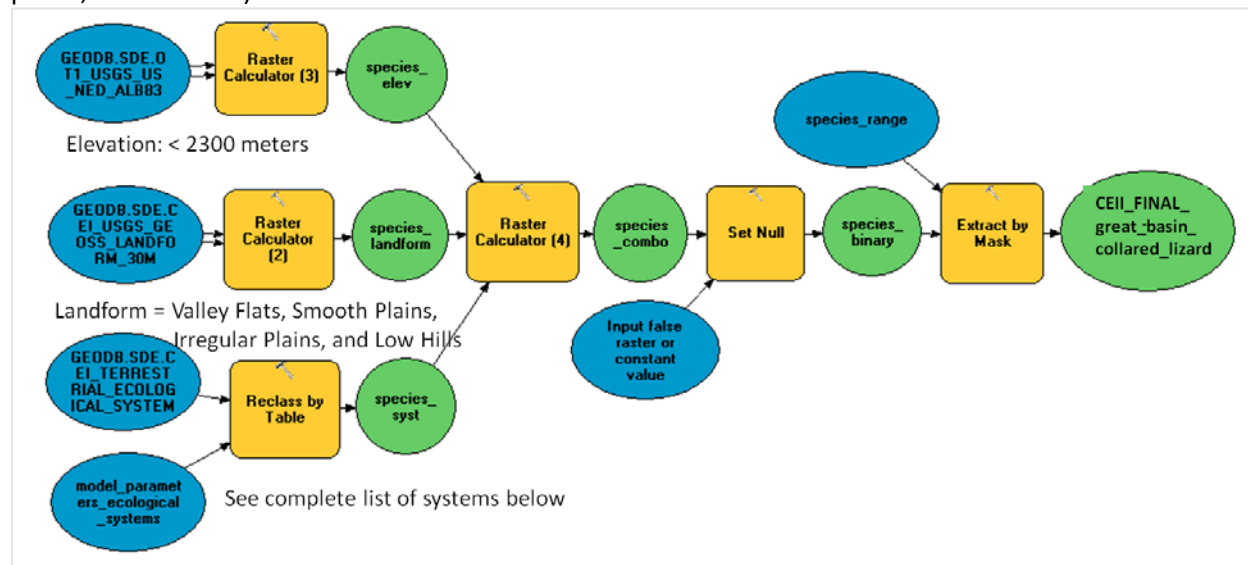 GEODB.SDE.O
T1_USGS_US
_NED_ALB83
Raster
Calculator (3)
species_
elev
Elevation: < 2300 meters
species_range
GEODB.SDE.C
EI_USGS_GE
OSS_LANDFO
RM_30M
Raster
Calculator
(2)
species_
landform
Raster
Calculator (4)
species
_combo
Set Null
species_
binary
Extract by
Mask
CEII_FINAL_
great_basin_
collared_lizard
Landform = Valley Flats, Smooth Plains,
Irregular Plains, and Low Hills
Input false
raster or
constant
value
GEODB.SDE.C
EI_TERREST
RIAL_ECOLOG
ICAL_SYSTEM
Reclass by
Table
species_
syst
model_paramet
ers_ecological
_systems
See complete list of systems below